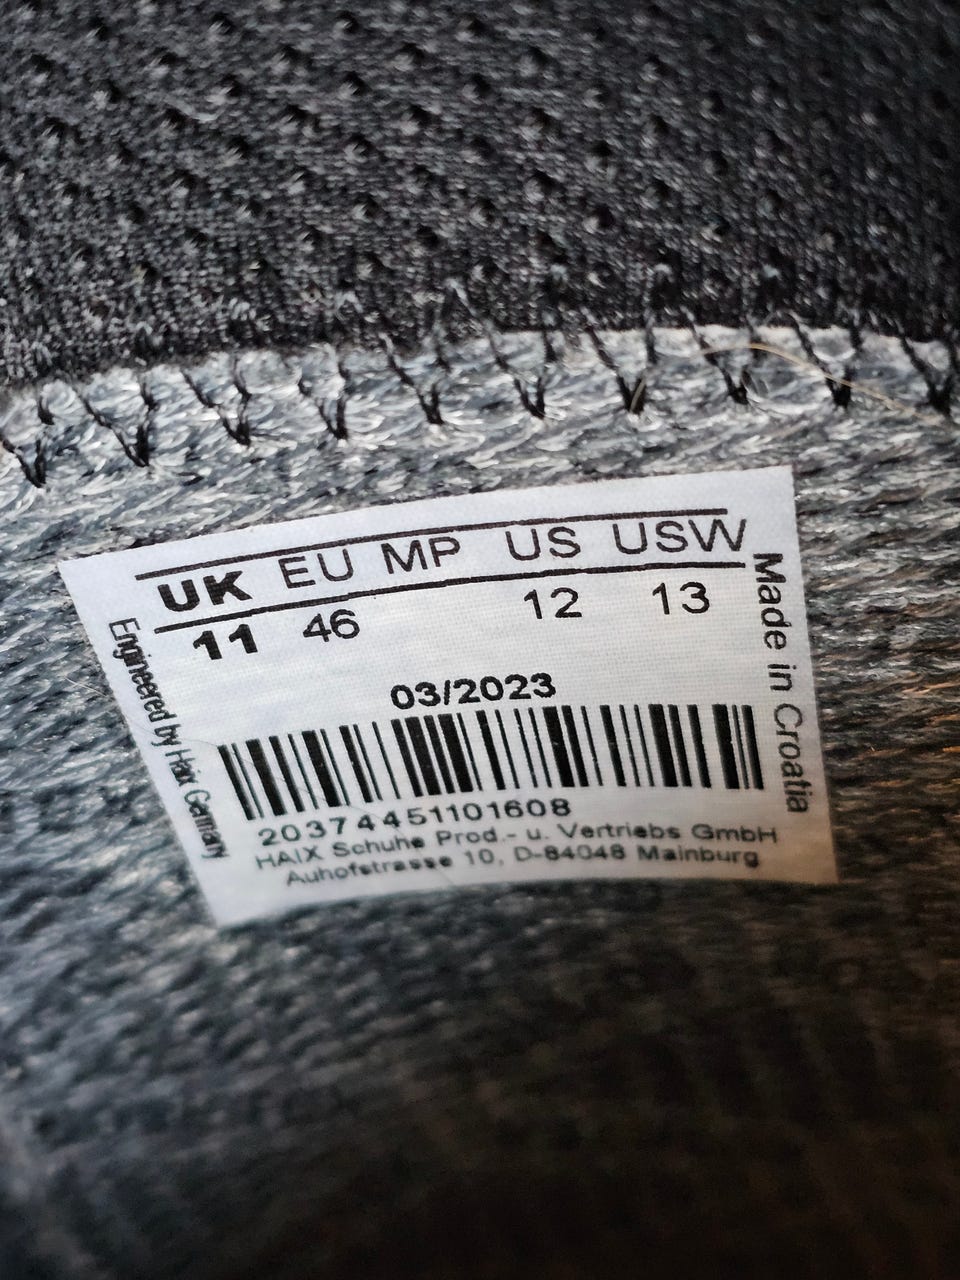 UK EU MP US USW
11 46 12 13
03/2023
20374451101608
HAIX Schuhe Prod.- u. Vertriebs GmbH
Auhofstrasse 10, D-84048 Mainburg
Engineered by Haix Germany
Made in Croatia